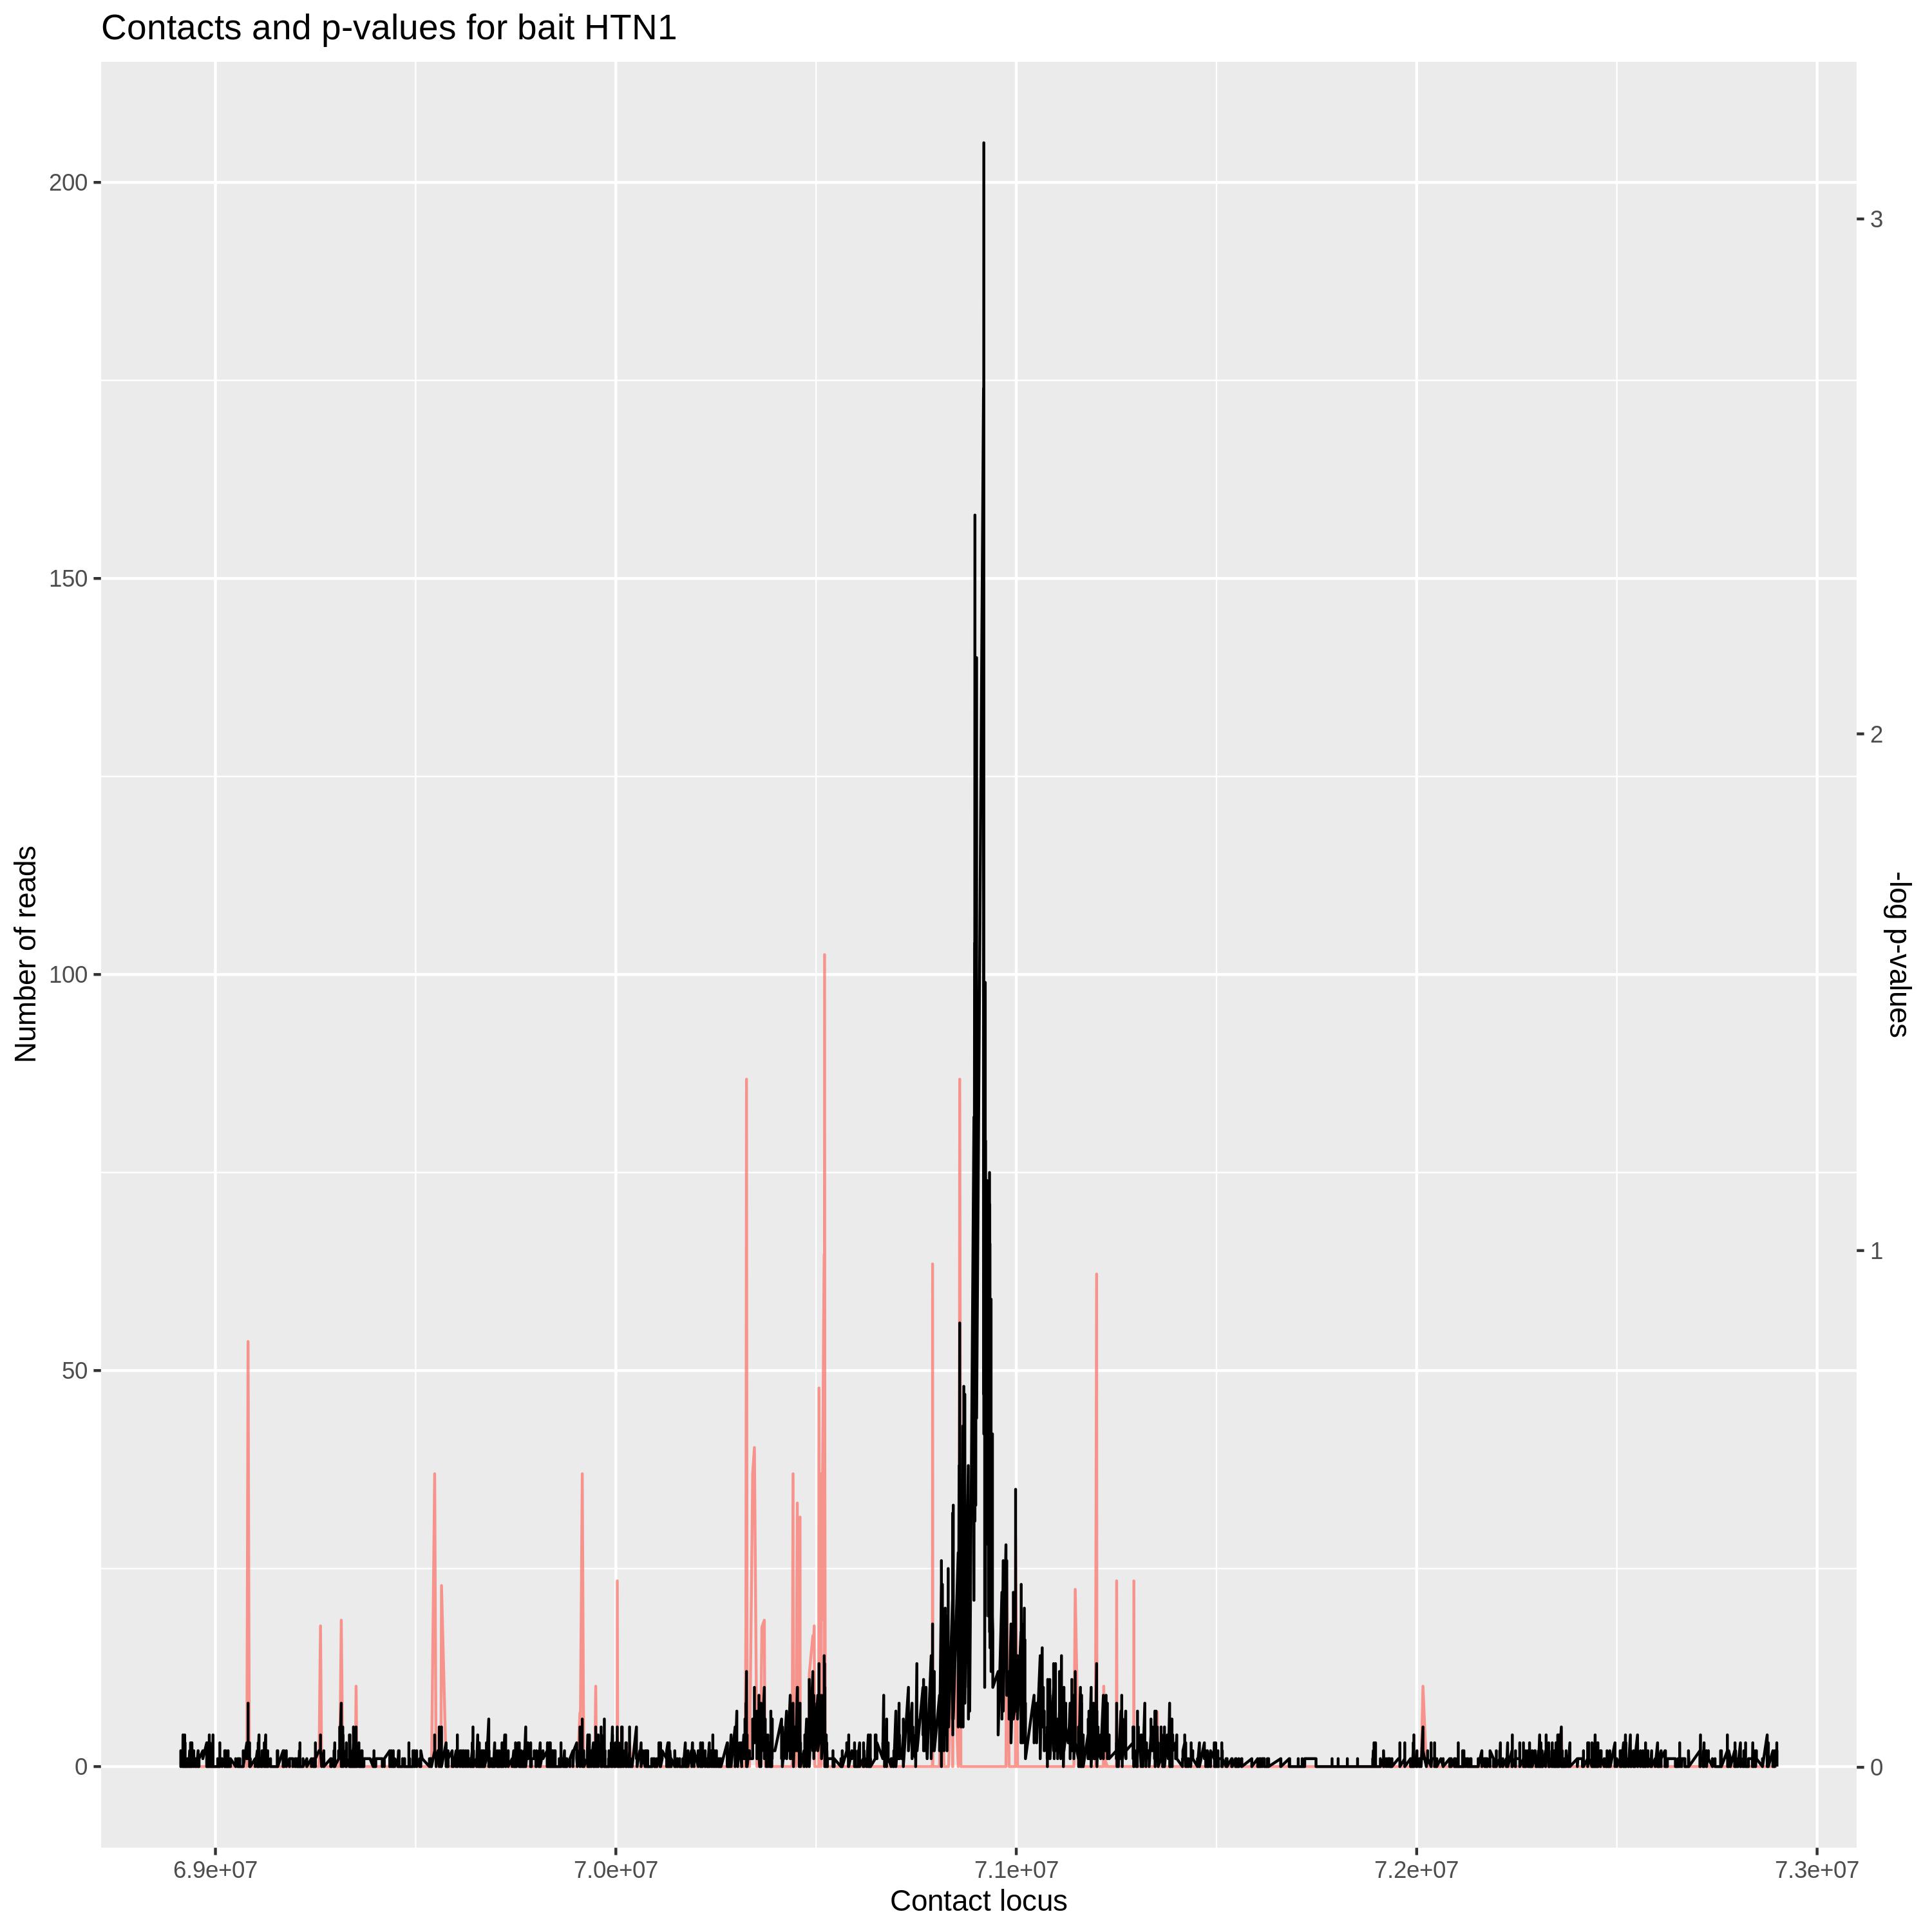 Contacts and p-values for bait HTN1
200
150
100
50
0
Number of reads
3
2
1
0
-log p-values
6.9e+07
7.0e+07
7.1e+07
7.2e+07
7.3e+07
Contact locus